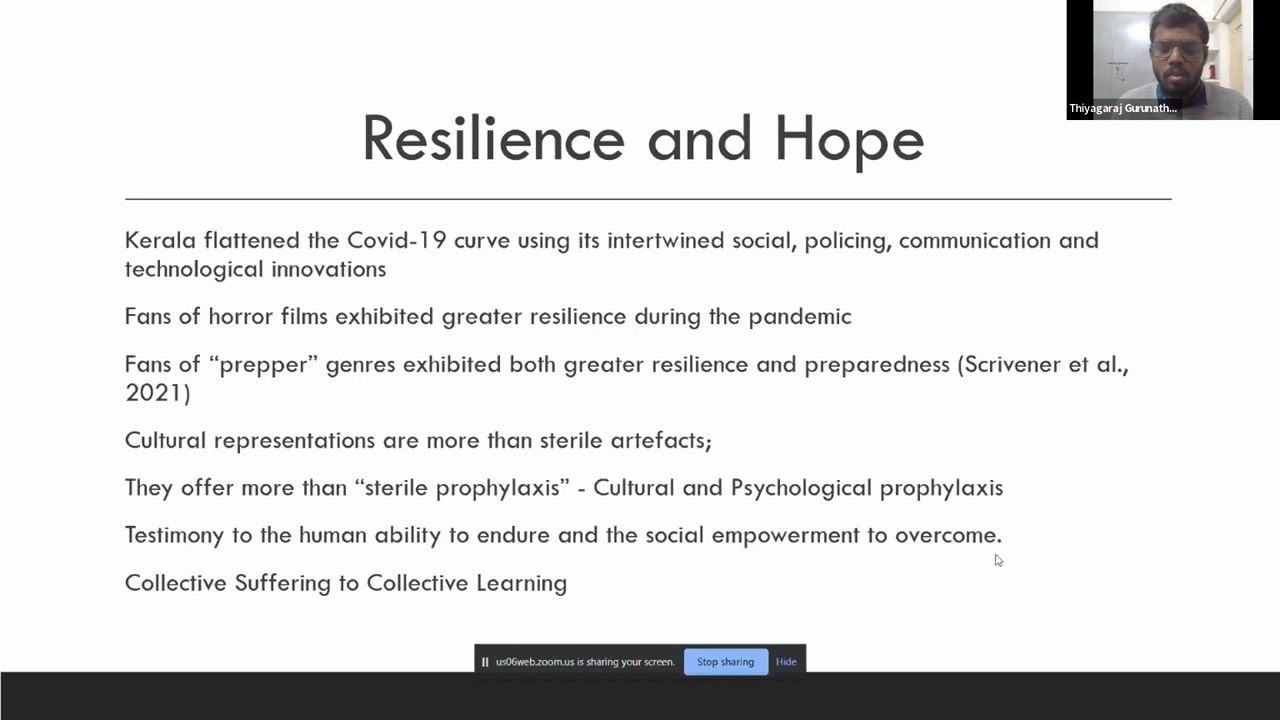 Thiyagaraj Gurunath...
Resilience and Hope
Kerala flattened the Covid-19 curve using its intertwined social, policing, communication and
technological innovations
Fans of horror films exhibited greater resilience during the pandemic
Fans of “prepper” genres exhibited both greater resilience and preparedness (Scrivener et al.,
2021)
Cultural representations are more than sterile artefacts;
They offer more than “sterile prophylaxis” - Cultural and Psychological prophylaxis
Testimony to the human ability to endure and the social empowerment to overcome.
Collective Suffering to Collective Learning
us06web.zoom.us is sharing your screen. Stop sharing Hide